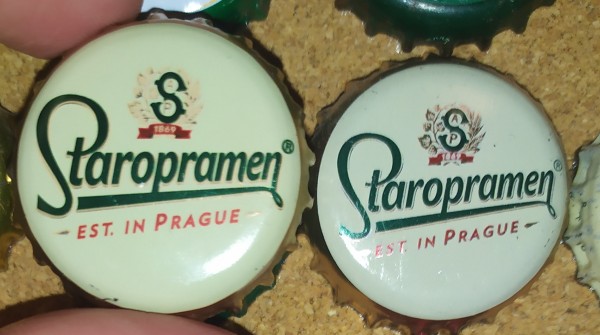 S
1869
Staropramen®
EST. IN PRAGUE
S
A P
1869
Staropramen®
EST. IN PRAGUE